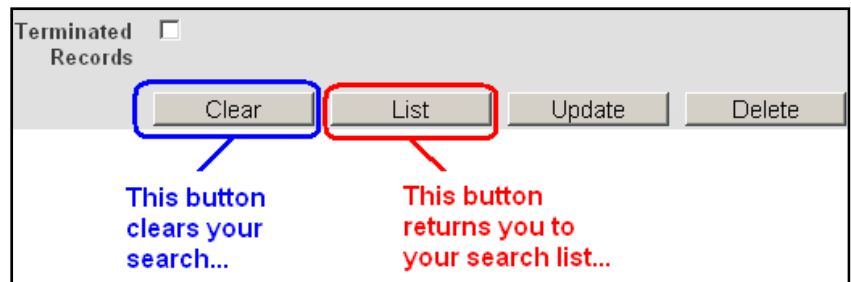 Terminated
Records
Clear List Update Delete
This button
clears your
search...
This button
returns you to
your search list...